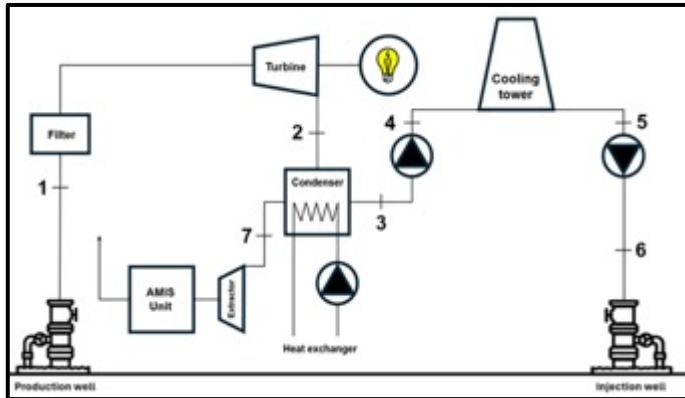 Turbine
Cooling
tower
Filter
1
2
4
5
Condenser
3
7
6
AMIS
Unit
Extractor
Heat exchanger
Production well
Injection well